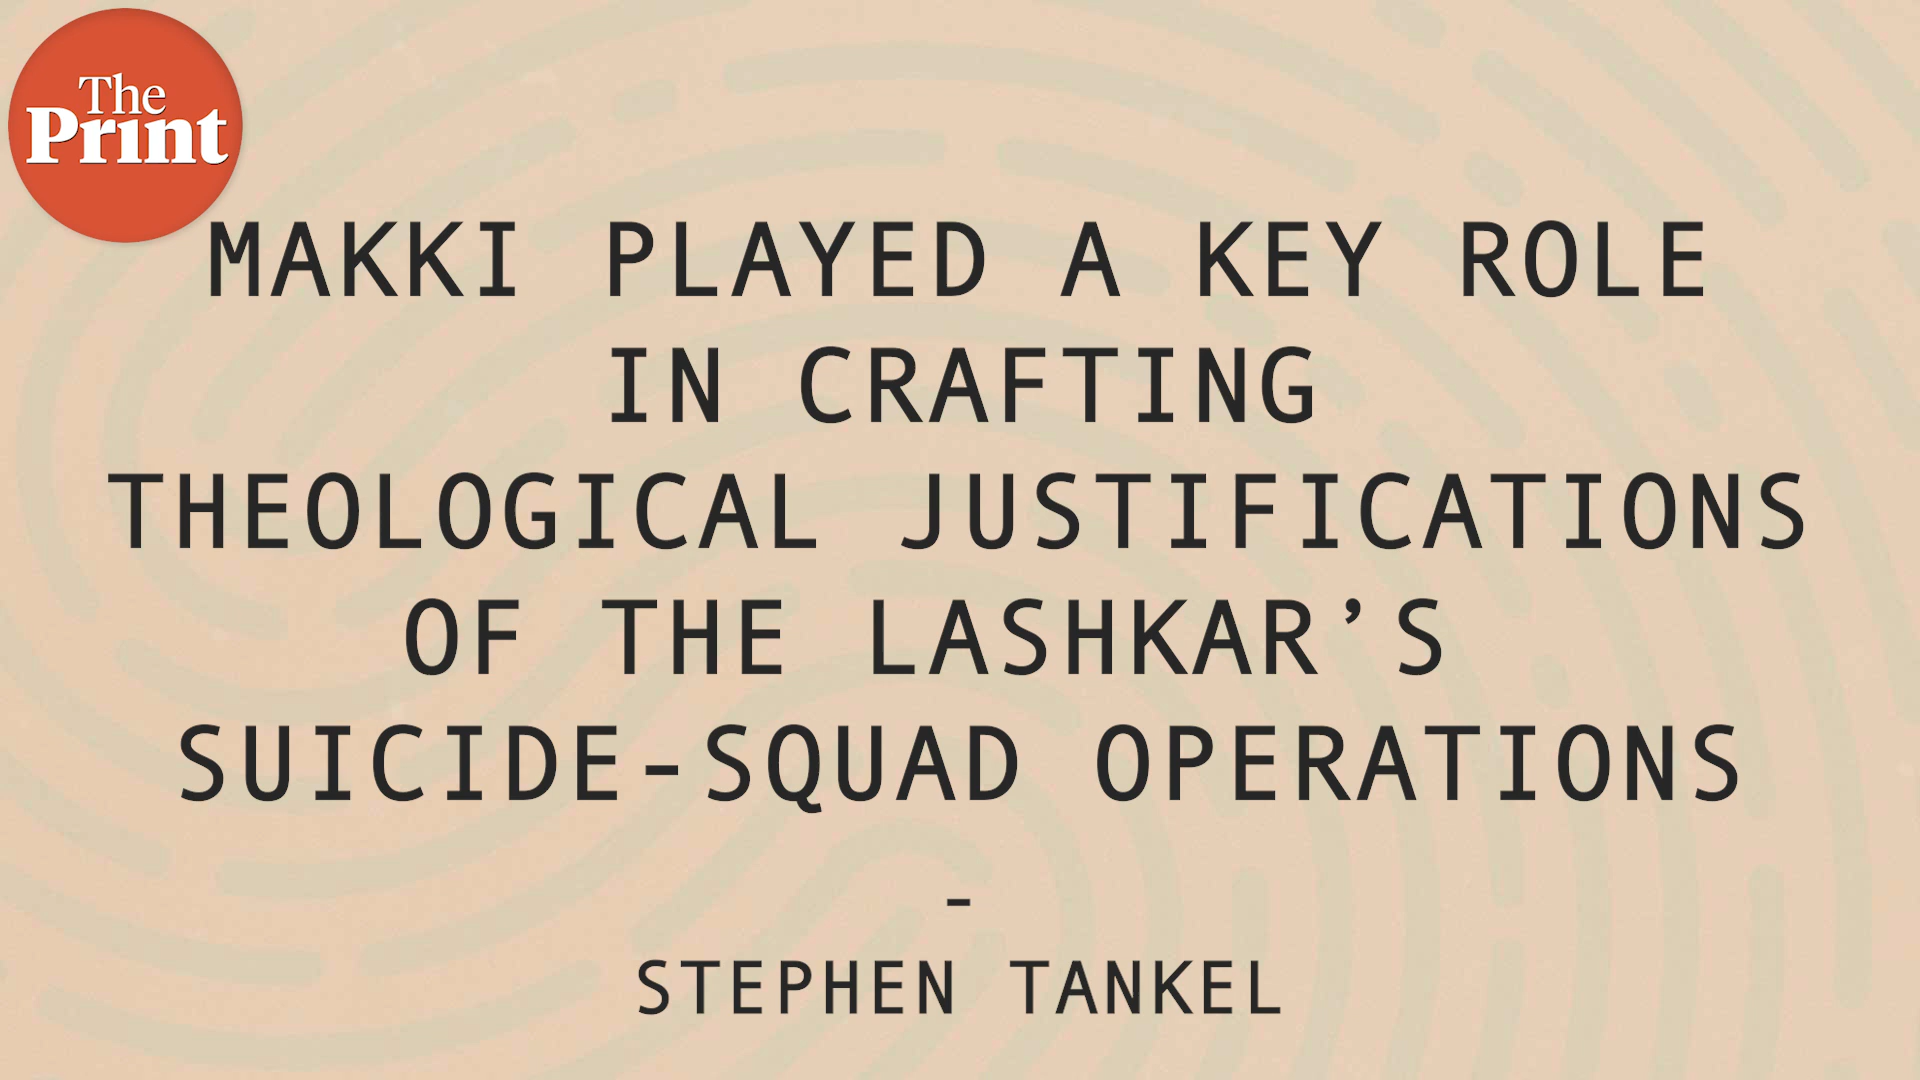 The
Print
MAKKI PLAYED A KEY ROLE
IN CRAFTING
THEOLOGICAL JUSTIFICATIONS
OF THE LASHKAR’S
SUICIDE-SQUAD OPERATIONS
-
STEPHEN TANKEL